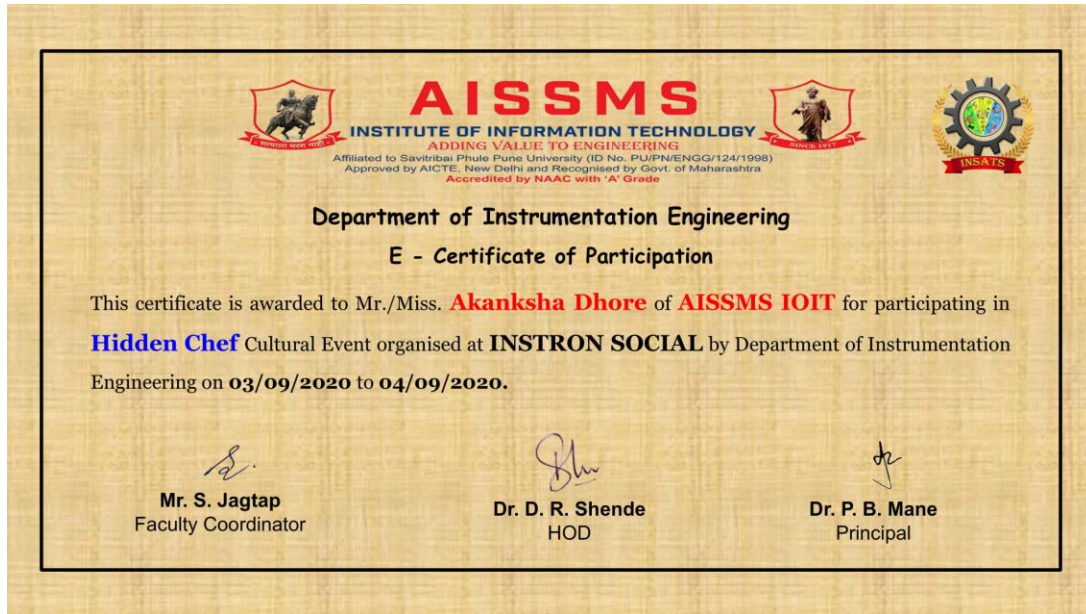 AISSMS
INSTITUTE OF INFORMATION TECHNOLOGY
ADDING VALUE TO ENGINEERING
Affiliated to Savitribai Phule Pune University (ID No. PU/PN/ENGG/124/1998)
Approved by AICTE, New Delhi and Recognised by Govt. of Maharashtra
Accredited by NAAC with 'A' Grade
SINCE 1917
INSATS
Department of Instrumentation Engineering
E - Certificate of Participation
This certificate is awarded to Mr./Miss. Akanksha Dhore of AISSMS IOIT for participating in
Hidden Chef Cultural Event organised at INSTRON SOCIAL by Department of Instrumentation
Engineering on 03/09/2020 to 04/09/2020.
Mr. S. Jagtap
Faculty Coordinator
Dr. D. R. Shende
HOD
Dr. P. B. Mane
Principal